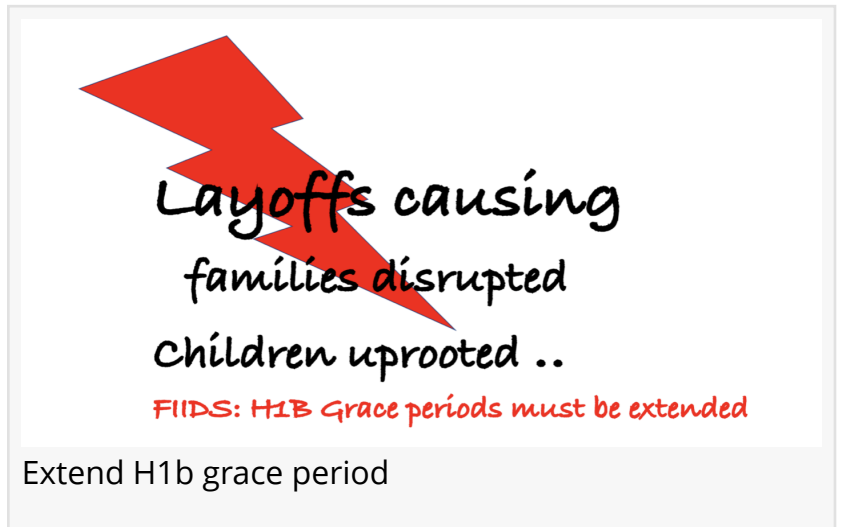 Layoffs causing
families disrupted
Children uprooted ..
FIIDS: H1B Grace periods must be extended
Extend H1b grace period